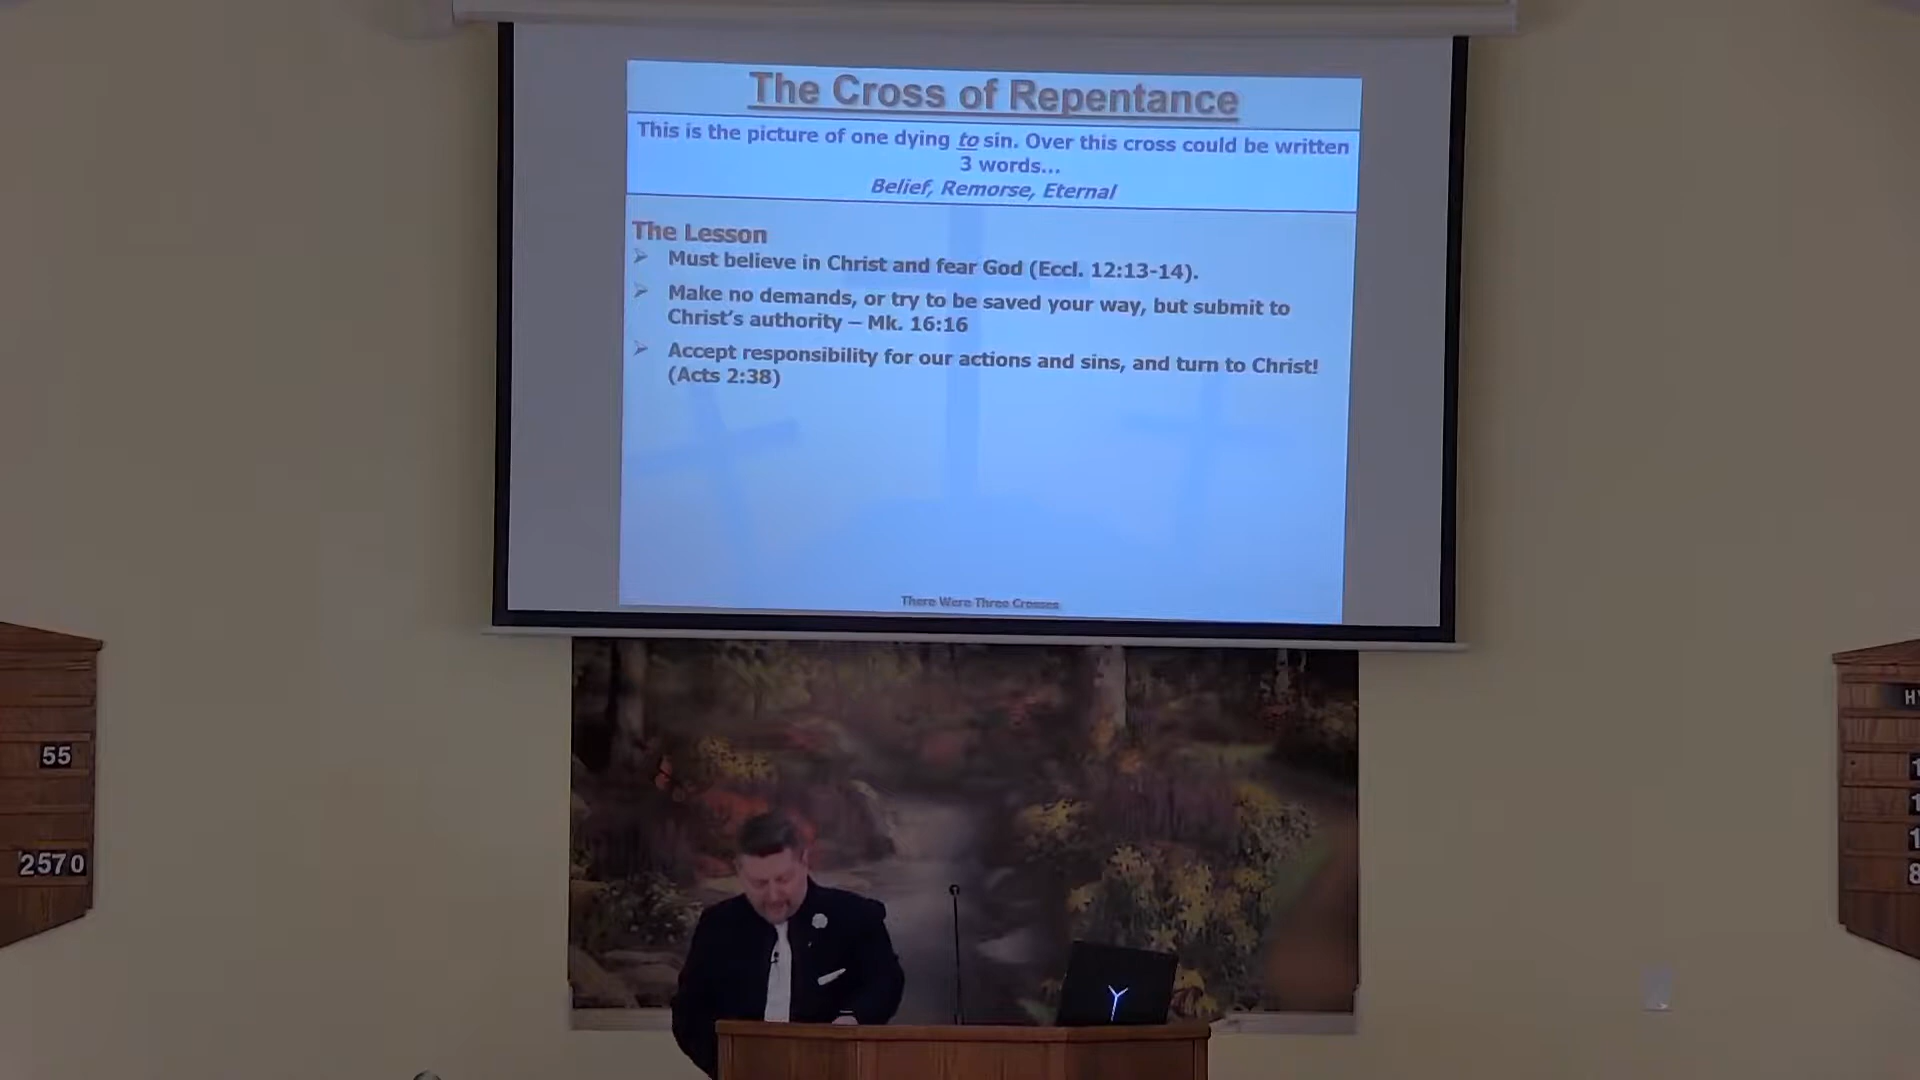 The Cross of Repentance
This is the picture of one dying to sin. Over this cross could be written
3 words...
Belief, Remorse, Eternal
The Lesson
➢ Must believe in Christ and fear God (Eccl. 12:13-14).
➢ Make no demands, or try to be saved your way, but submit to
Christ's authority – Mk. 16:16
➢ Accept responsibility for our actions and sins, and turn to Christ!
(Acts 2:38)
There Were Three Crosses
55
2570